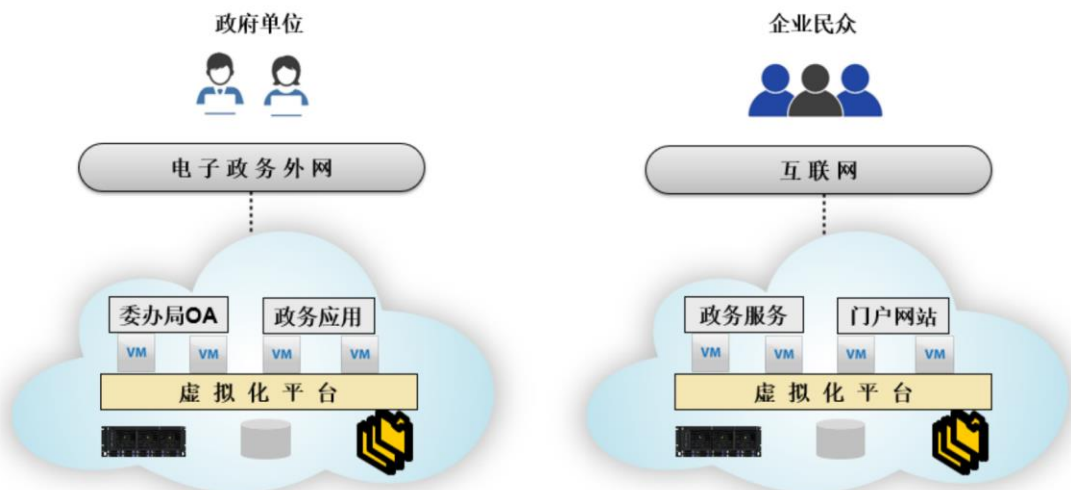 政府单位
企业民众
电子政务外网
互联网
委办局OA
政务应用
政务服务
门户网站
VM
VM
VM
VM
VM
VM
VM
VM
虚拟化平台
虚拟化平台